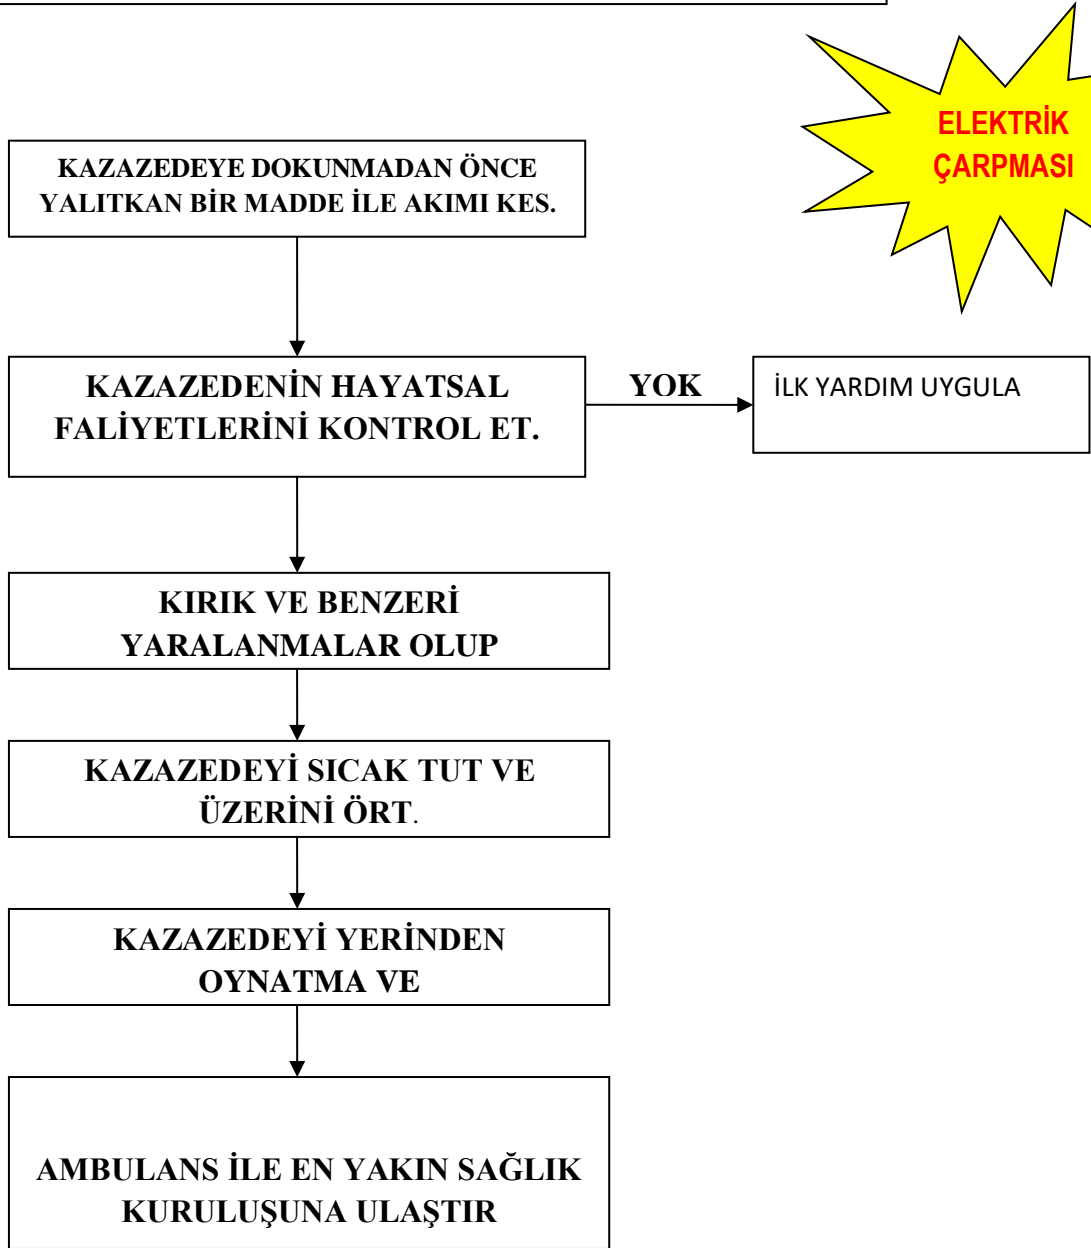 ELEKTRİK
ÇARPMASI
KAZAZEDEYE DOKUNMADAN ÖNCE
YALITKAN BİR MADDE İLE AKIMI KES.
KAZAZEDENİN HAYATSAL
FALİYETLERİNİ KONTROL ET.
YOK
İLK YARDIM UYGULA
KIRIK VE BENZERİ
YARALANMALAR OLUP
KAZAZEDEYİ SICAK TUT VE
ÜZERİNİ ÖRT.
KAZAZEDEYİ YERİNDEN
OYNATMA VE
AMBULANS İLE EN YAKIN SAĞLIK
KURULUŞUNA ULAŞTIR